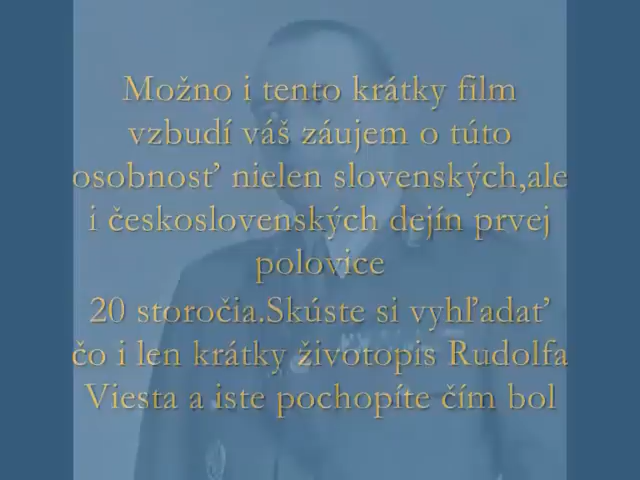 Možno i tento krátky film
vzbudí váš záujem o túto
osobnosť nielen slovenských,ale
i československých dejín prvej
polovice
20 storočia.Skúste si vyhľadať
čo i len krátky životopis Rudolfa
Viesta a iste pochopíte čím bol